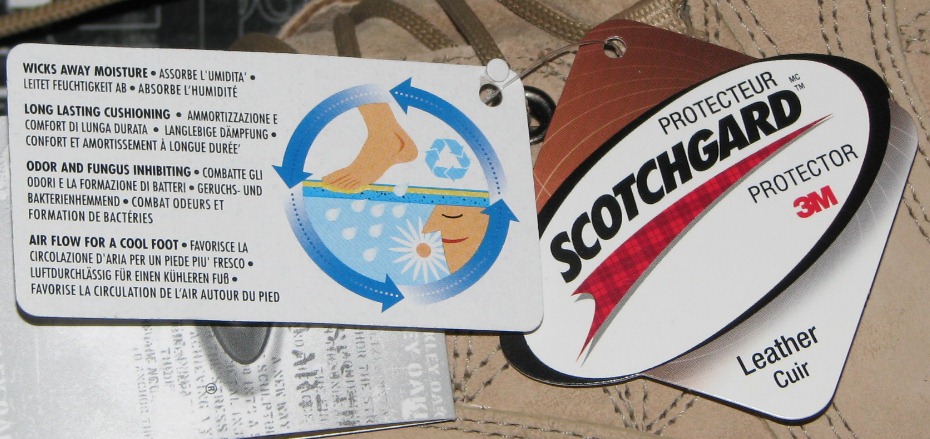 WICKS AWAY MOISTURE • ASSORBE L'UMIDITA' •
LEITET FEUCHTIGKEIT AB • ABSORBE L'HUMIDITÉ
LONG LASTING CUSHIONING • AMMORTIZZAZIONE E
COMFORT DI LUNGA DURATA • LANGLEBIGE DÄMPFUNG •
CONFORT ET AMORTISSEMENT À LONGUE DURÉE'
ODOR AND FUNGUS INHIBITING • COMBATTE GLI
ODORI E LA FORMAZIONE DI BATTERI • GERUCHS- UND
BAKTERIENHEMMEND • COMBAT ODEURS ET
FORMATION DE BACTÉRIES
AIR FLOW FOR A COOL FOOT • FAVORISCE LA
CIRCOLAZIONE D'ARIA PER UN PIEDE PIU' FRESCO •
LUFTDURCHLÄSSIG FÜR EINEN KÜHLEREN FUß •
FAVORISE LA CIRCULATION DE L'AIR AUTOUR DU PIED
PROTECTEUR MC
SCOTCHGARD™
PROTECTOR
3M
Leather
Cuir